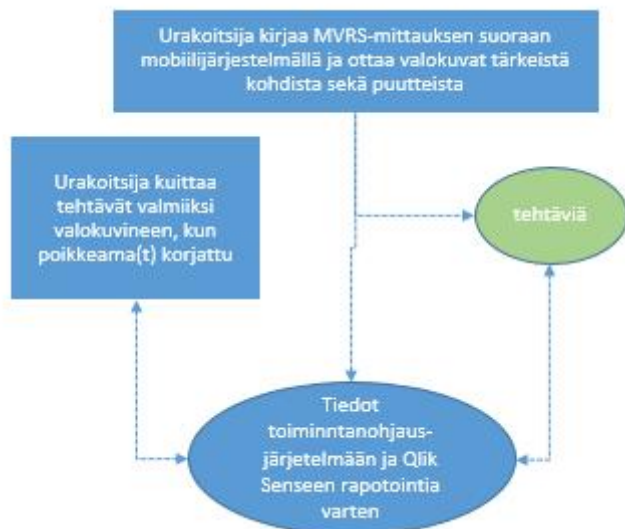 Urakoitsija kirjaa MVRS-mittauksen suoraan
mobiilijärjestelmällä ja ottaa valokuvat tärkeistä
kohdista sekä puutteista
Urakoitsija kuittaa
tehtävät valmiiksi
valokuvineen, kun
poikkeama(t) korjattu
tehtäviä
Tiedot
toiminntanohjaus-
järjetelmään ja Qlik
Senseen rapotointia
varten